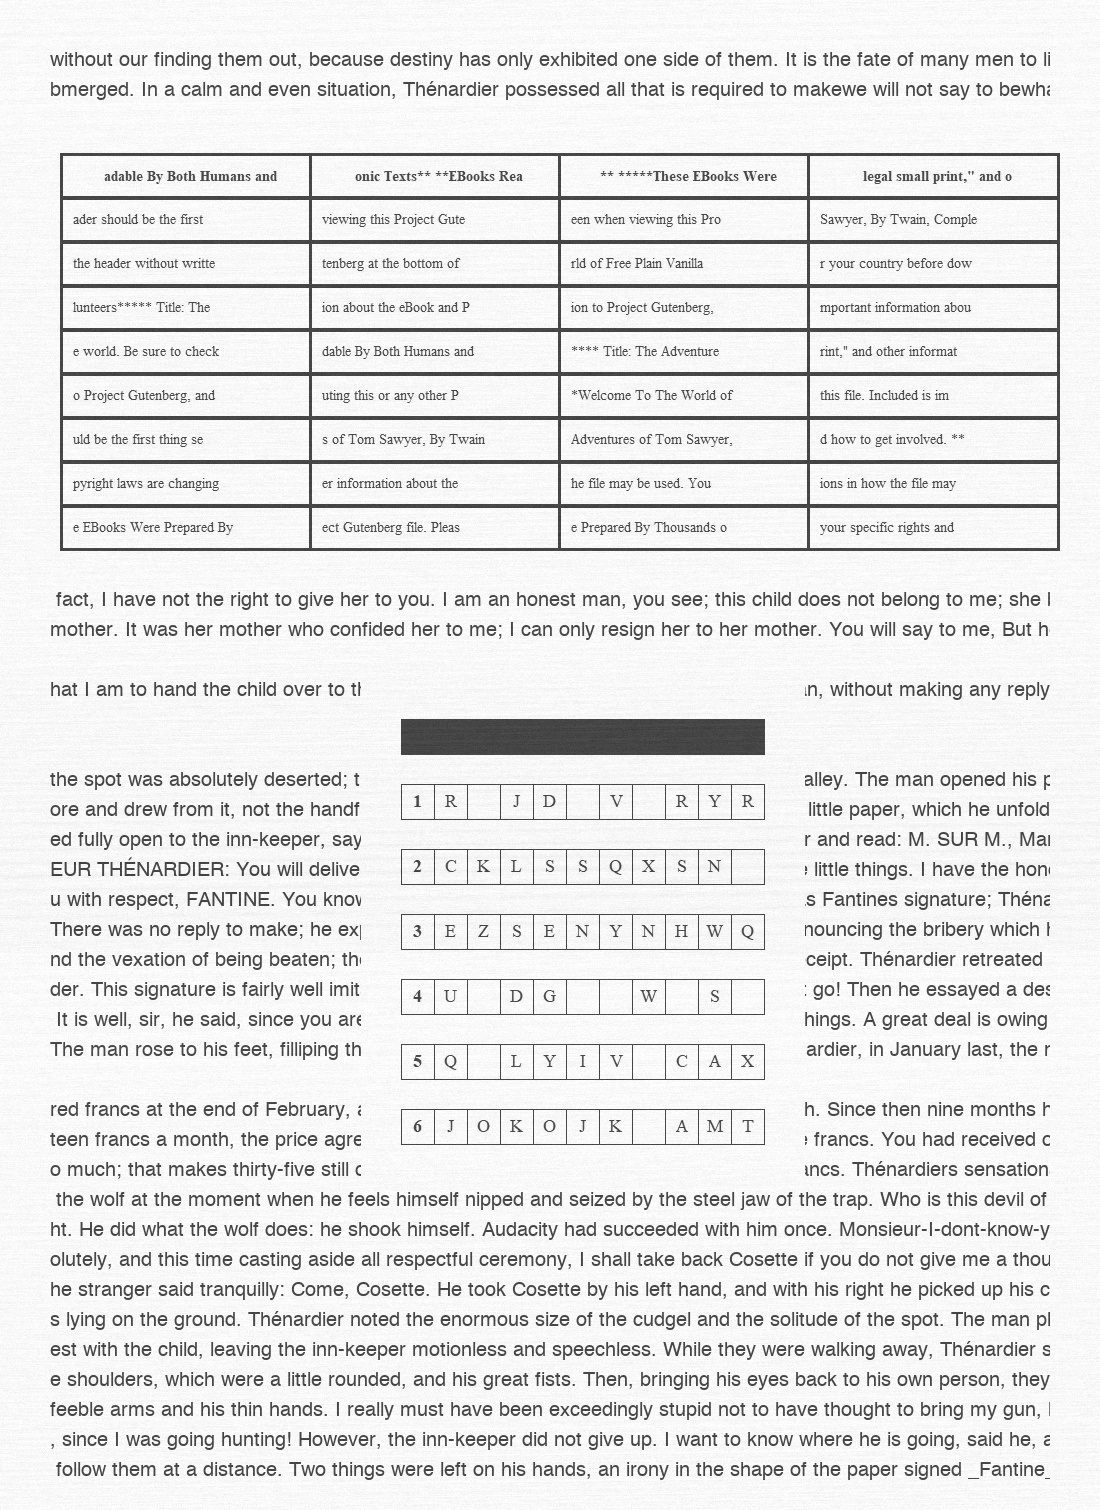 without our finding them out, because destiny has only exhibited one side of them. It is the fate of many men to li
bmerged. In a calm and even situation, Thénardier possessed all that is required to makewe will not say to bewha
adable By Both Humans and onic Texts** **EBooks Rea ** *****These EBooks Were legal small print," and o
ader should be the first viewing this Project Gute een when viewing this Pro Sawyer, By Twain, Comple
the header without writte tenberg at the bottom of rld of Free Plain Vanilla r your country before dow
lunteers***** Title: The ion about the eBook and P ion to Project Gutenberg, mportant information abou
e world. Be sure to check dable By Both Humans and **** Title: The Adventure rint," and other informat
o Project Gutenberg, and uting this or any other P *Welcome To The World of this file. Included is im
uld be the first thing se s of Tom Sawyer, By Twain Adventures of Tom Sawyer, d how to get involved. **
pyright laws are changing er information about the he file may be used. You ions in how the file may
e EBooks Were Prepared By ect Gutenberg file. Pleas e Prepared By Thousands o your specific rights and
fact, I have not the right to give her to you. I am an honest man, you see; this child does not belong to me; she
mother. It was her mother who confided her to me; I can only resign her to her mother. You will say to me, But h
hat I am to hand the child over to th n, without making any reply
the spot was absolutely deserted; t alley. The man opened his p
ore and drew from it, not the handf little paper, which he unfold
ed fully open to the inn-keeper, say r and read: M. SUR M., Mar
EUR THÉNARDIER: You will delive little things. I have the hon
u with respect, FANTINE. You know s Fantines signature; Théna
There was no reply to make; he exp nouncing the bribery which h
nd the vexation of being beaten; the ceipt. Thénardier retreated
der. This signature is fairly well imit go! Then he essayed a des
It is well, sir, he said, since you are hings. A great deal is owing
The man rose to his feet, filliping th ardier, in January last, the
red francs at the end of February, a h. Since then nine months h
teen francs a month, the price agre francs. You had received o
o much; that makes thirty-five still ancs. Thénardiers sensation
1 R J D V R Y R
2 C K L S S Q X S N
3 E Z S E N Y N H W Q
4 U D G W S
5 Q L Y I V C A X
6 J O K O J K A M T
the wolf at the moment when he feels himself nipped and seized by the steel jaw of the trap. Who is this devil of
ht. He did what the wolf does: he shook himself. Audacity had succeeded with him once. Monsieur-I-dont-know-y
olutely, and this time casting aside all respectful ceremony, I shall take back Cosette if you do not give me a thou
he stranger said tranquilly: Come, Cosette. He took Cosette by his left hand, and with his right he picked up his c
s lying on the ground. Thénardier noted the enormous size of the cudgel and the solitude of the spot. The man pl
est with the child, leaving the inn-keeper motionless and speechless. While they were walking away, Thénardier s
e shoulders, which were a little rounded, and his great fists. Then, bringing his eyes back to his own person, they
feeble arms and his thin hands. I really must have been exceedingly stupid not to have thought to bring my gun,
, since I was going hunting! However, the inn-keeper did not give up. I want to know where he is going, said he, a
follow them at a distance. Two things were left on his hands, an irony in the shape of the paper signed _Fantine_